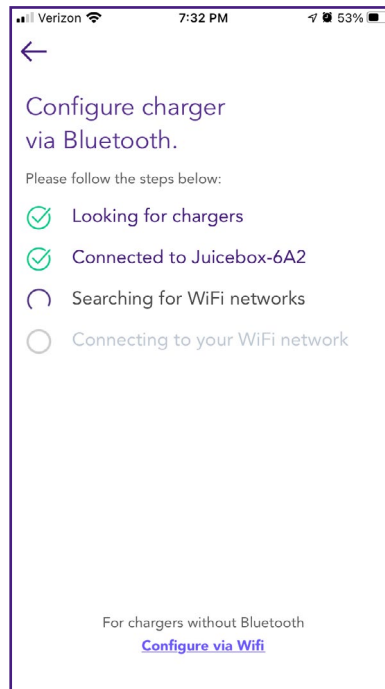 Verizon 7:32 PM 53%
Configure charger
via Bluetooth.
Please follow the steps below:
Looking for chargers
Connected to Juicebox-6A2
Searching for WiFi networks
Connecting to your WiFi network
For chargers without Bluetooth
Configure via Wifi